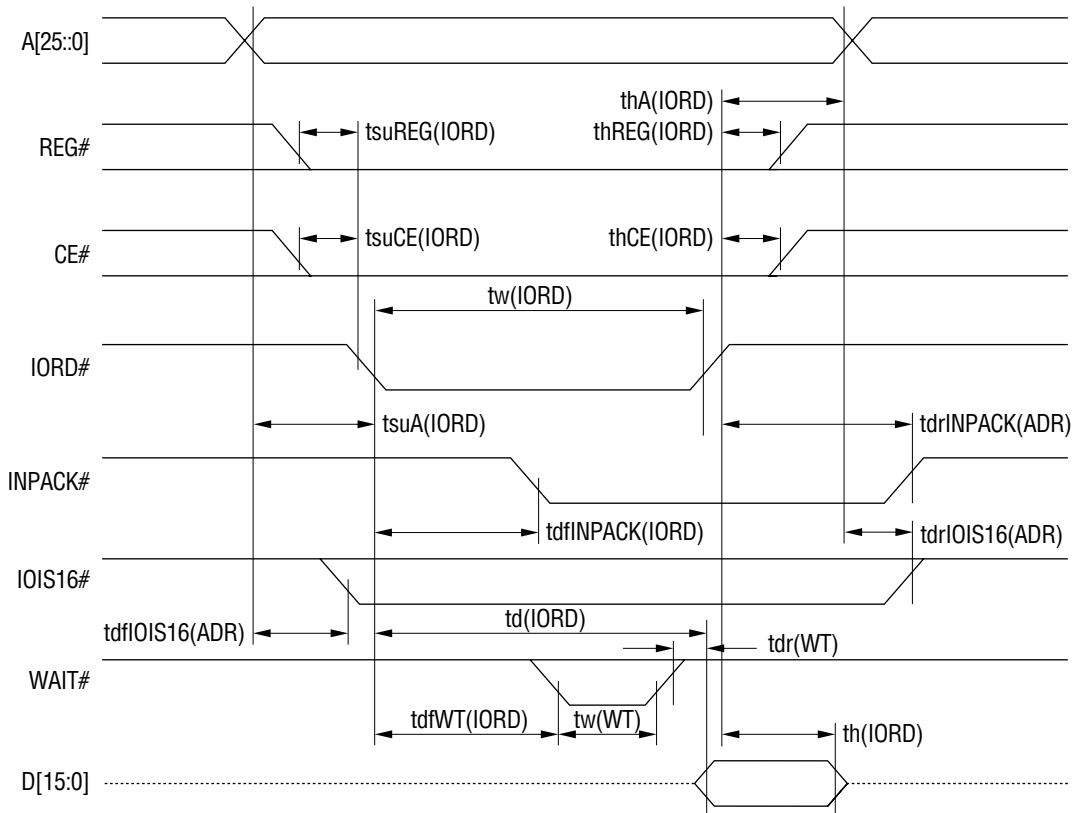 A[25::0]
thA(IORD)
REG#
tsuREG(IORD)
thREG(IORD)
CE#
tsuCE(IORD)
thCE(IORD)
tw(IORD)
IORD#
tsuA(IORD)
tdrINPACK(ADR)
INPACK#
tdfINPACK(IORD)
tdrIOIS16(ADR)
IOIS16#
tdfIOIS16(ADR)
td(IORD)
tdr(WT)
WAIT#
tdfWT(IORD)
tw(WT)
th(IORD)
D[15:0]